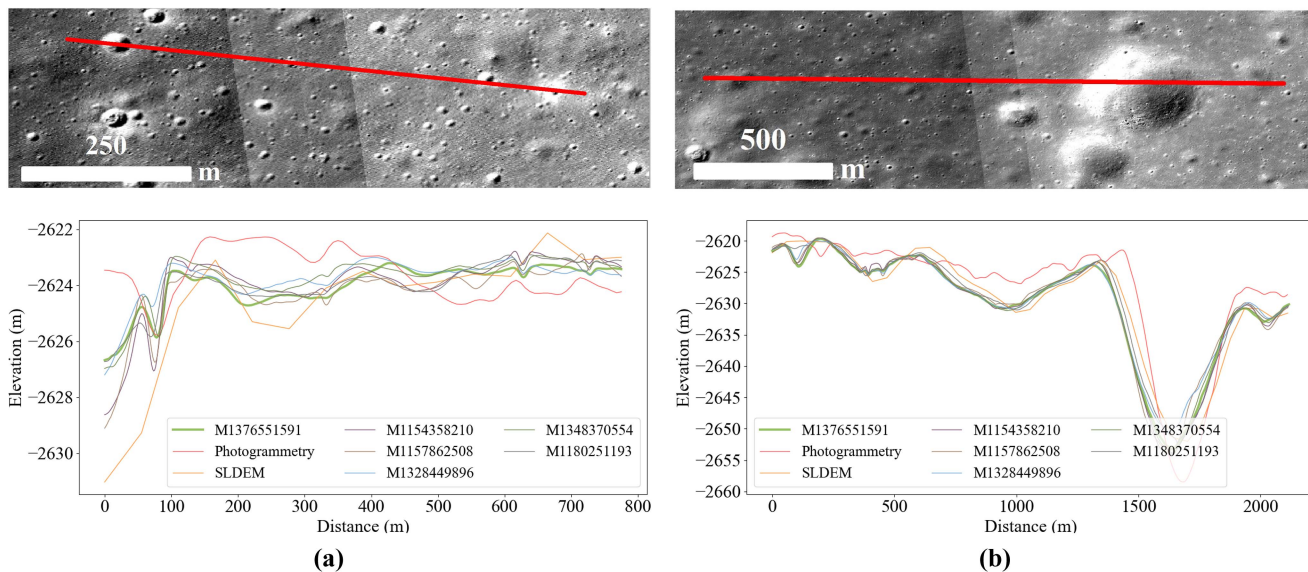 250
m
500
m
−2622
−2624
−2626
−2628
−2630
Elevation (m)
M1376551591
Photogrammetry
SLDEM
M1154358210
M1157862508
M1328449896
M1348370554
M1180251193
0
100
200
300
400
500
600
700
800
Distance (m)
(a)
−2620
−2625
−2630
−2635
−2640
−2645
−2650
−2655
−2660
Elevation (m)
M1376551591
Photogrammetry
SLDEM
M1154358210
M1157862508
M1328449896
M1348370554
M1180251193
0
500
1000
1500
2000
Distance (m)
(b)